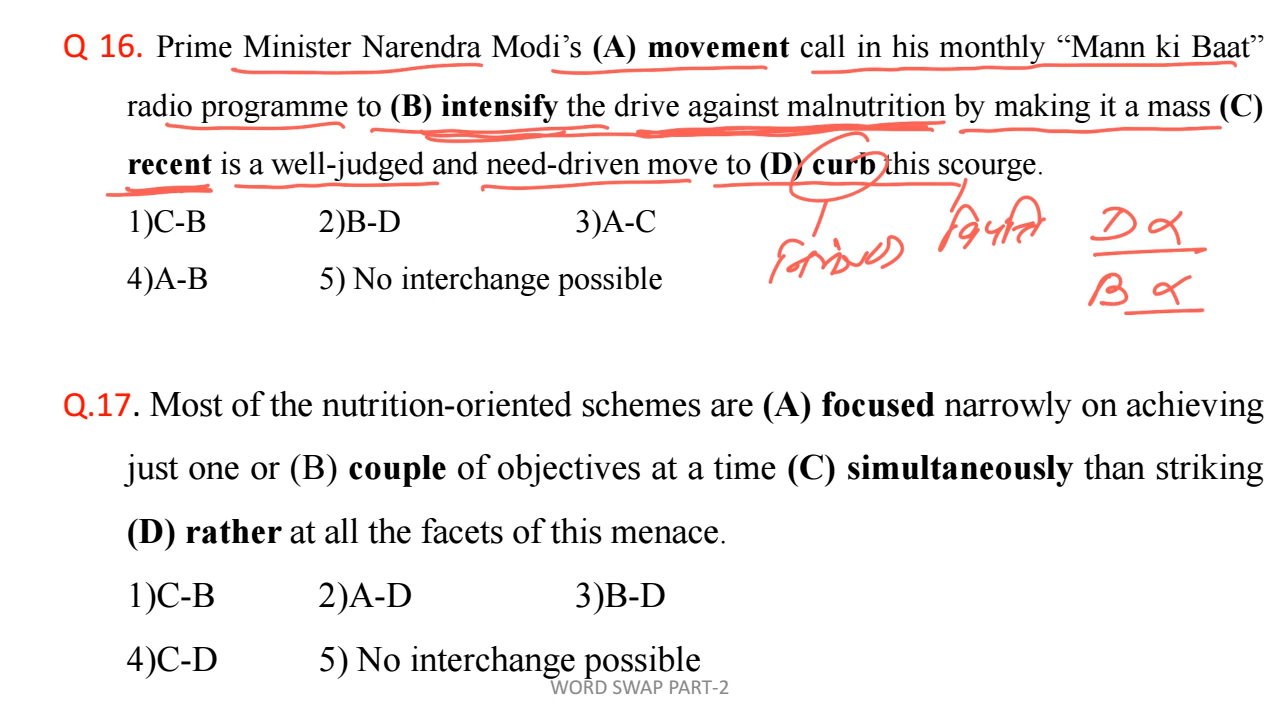 Q 16. Prime Minister Narendra Modi’s (A) movement call in his monthly “Mann ki Baat”
radio programme to (B) intensify the drive against malnutrition by making it a mass (C)
recent is a well-judged and need-driven move to (D) curb this scourge.
1)C-B 2)B-D 3)A-C
4)A-B 5) No interchange possible
D
B
Q.17. Most of the nutrition-oriented schemes are (A) focused narrowly on achieving
just one or (B) couple of objectives at a time (C) simultaneously than striking
(D) rather at all the facets of this menace.
1)C-B 2)A-D 3)B-D
4)C-D 5) No interchange possible
WORD SWAP PART-2